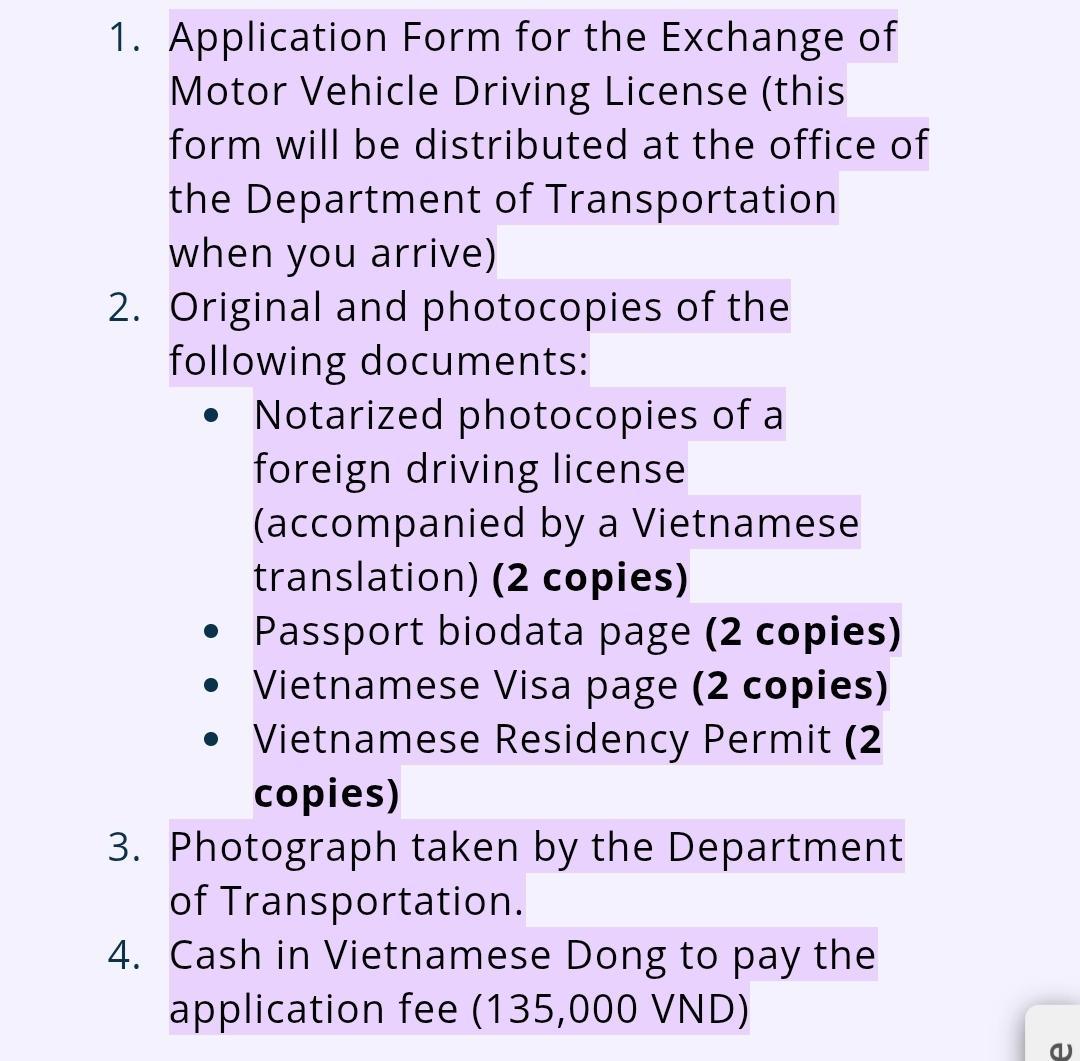 1. Application Form for the Exchange of
Motor Vehicle Driving License (this
form will be distributed at the office of
the Department of Transportation
when you arrive)
2. Original and photocopies of the
following documents:
• Notarized photocopies of a
foreign driving license
(accompanied by a Vietnamese
translation) (2 copies)
• Passport biodata page (2 copies)
• Vietnamese Visa page (2 copies)
• Vietnamese Residency Permit (2
copies)
3. Photograph taken by the Department
of Transportation.
4. Cash in Vietnamese Dong to pay the
application fee (135,000 VND)
e